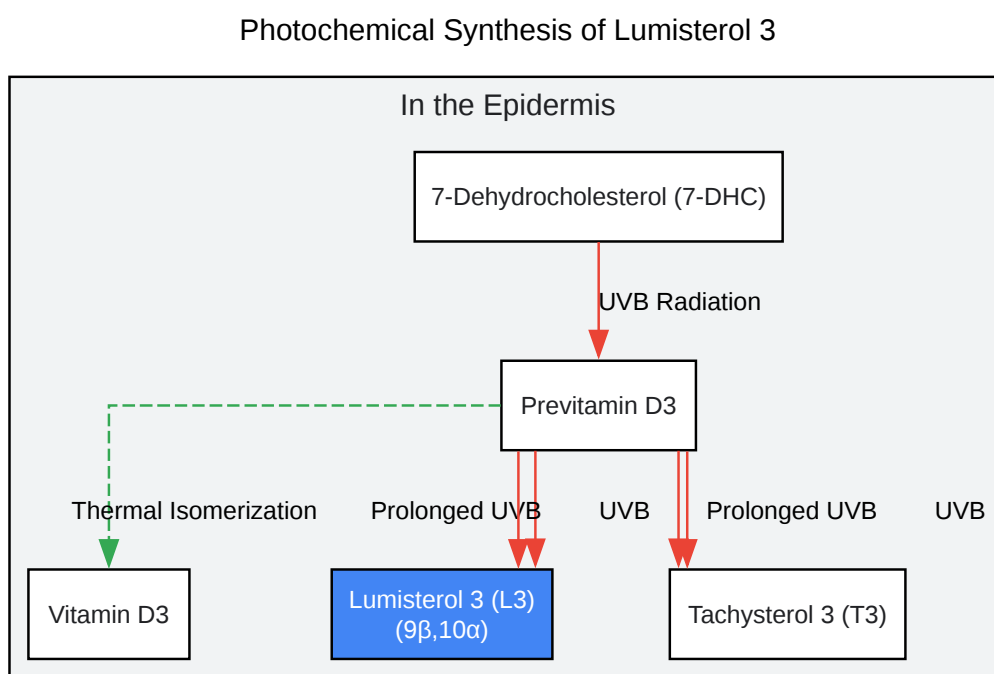 Photochemical Synthesis of Lumisterol 3
In the Epidermis
7-Dehydrocholesterol (7-DHC)
UVB Radiation
Previtamin D3
Thermal Isomerization
Prolonged UVB
UVB
Prolonged UVB
UVB
Vitamin D3
Lumisterol 3 (L3)
(9β,10α)
Tachysterol 3 (T3)